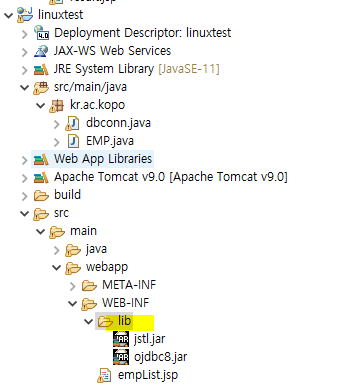 linuxtest
Deployment Descriptor: linuxtest
JAX-WS Web Services
JRE System Library [JavaSE-11]
src/main/java
kr.ac.kopo
dbconn.java
EMP.java
Web App Libraries
Apache Tomcat v9.0 [Apache Tomcat v9.0]
build
src
main
java
webapp
META-INF
WEB-INF
lib
jstl.jar
ojdbc8.jar
empList.jsp